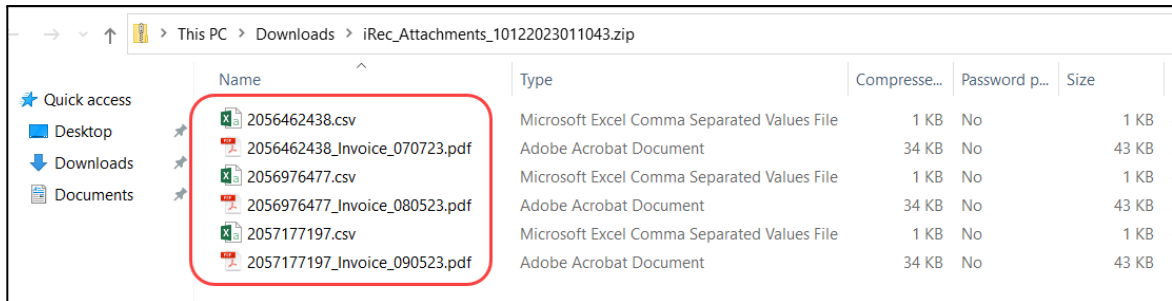 This PC > Downloads > iRec_Attachments_10122023011043.zip
Quick access
Desktop
Downloads
Documents
Name Type Compresse... Password p... Size
2056462438.csv Microsoft Excel Comma Separated Values File 1 KB No 1 KB
2056462438_Invoice_070723.pdf Adobe Acrobat Document 34 KB No 43 KB
2056976477.csv Microsoft Excel Comma Separated Values File 1 KB No 1 KB
2056976477_Invoice_080523.pdf Adobe Acrobat Document 34 KB No 43 KB
2057177197.csv Microsoft Excel Comma Separated Values File 1 KB No 1 KB
2057177197_Invoice_090523.pdf Adobe Acrobat Document 34 KB No 43 KB